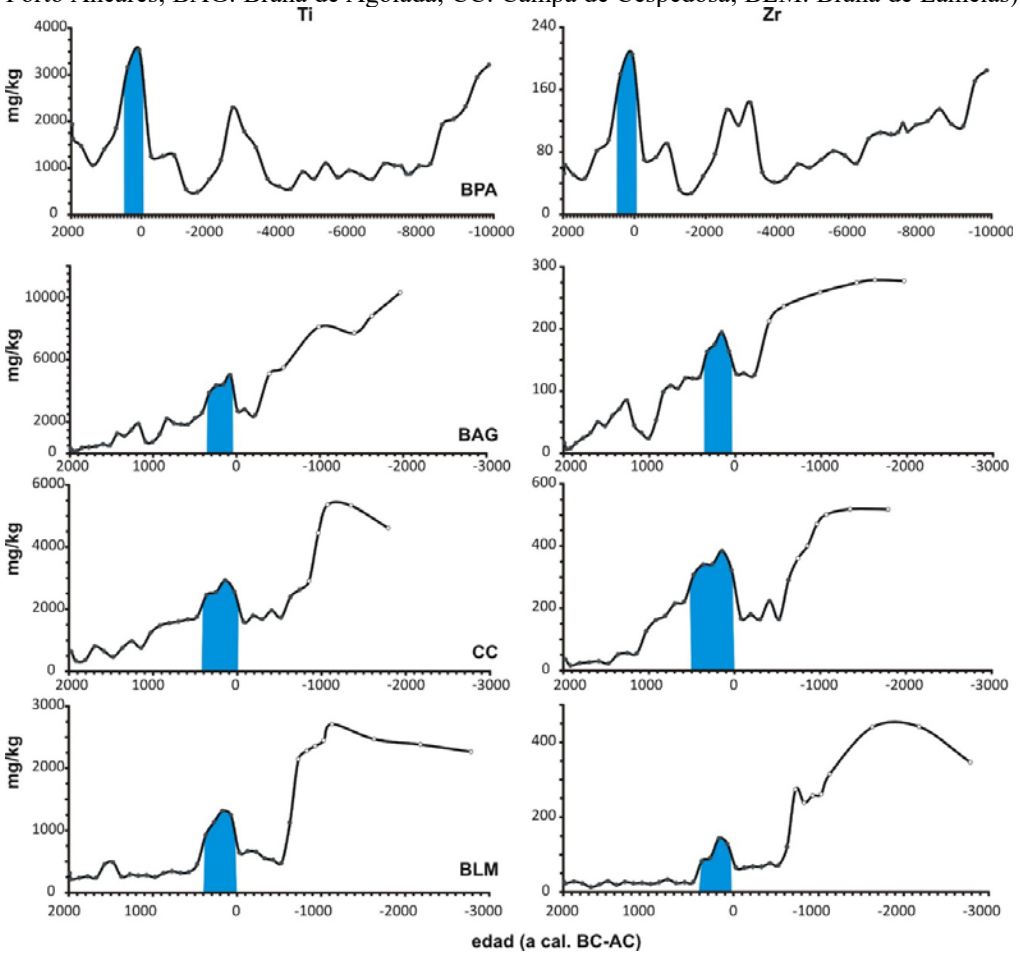 Porto Ancares; BAG: Braña de Agolada; CC: Campa de Cespedosa; BLM: Braña de Lamelas)
Ti
Zr
mg/kg
4000
3000
2000
1000
0
BPA
2000 0 -2000 -4000 -6000 -8000 -10000
240
160
80
0
2000 0 -2000 -4000 -6000 -8000 -10000
mg/kg
10000
6000
2000
0
BAG
2000 1000 0 -1000 -2000 -3000
300
200
100
0
2000 1000 0 -1000 -2000 -3000
mg/kg
6000
4000
2000
0
CC
2000 1000 0 -1000 -2000 -3000
600
400
200
0
2000 1000 0 -1000 -2000 -3000
mg/kg
3000
2000
1000
0
BLM
2000 1000 0 -1000 -2000 -3000
400
200
0
2000 1000 0 -1000 -2000 -3000
edad (a cal. BC-AC)